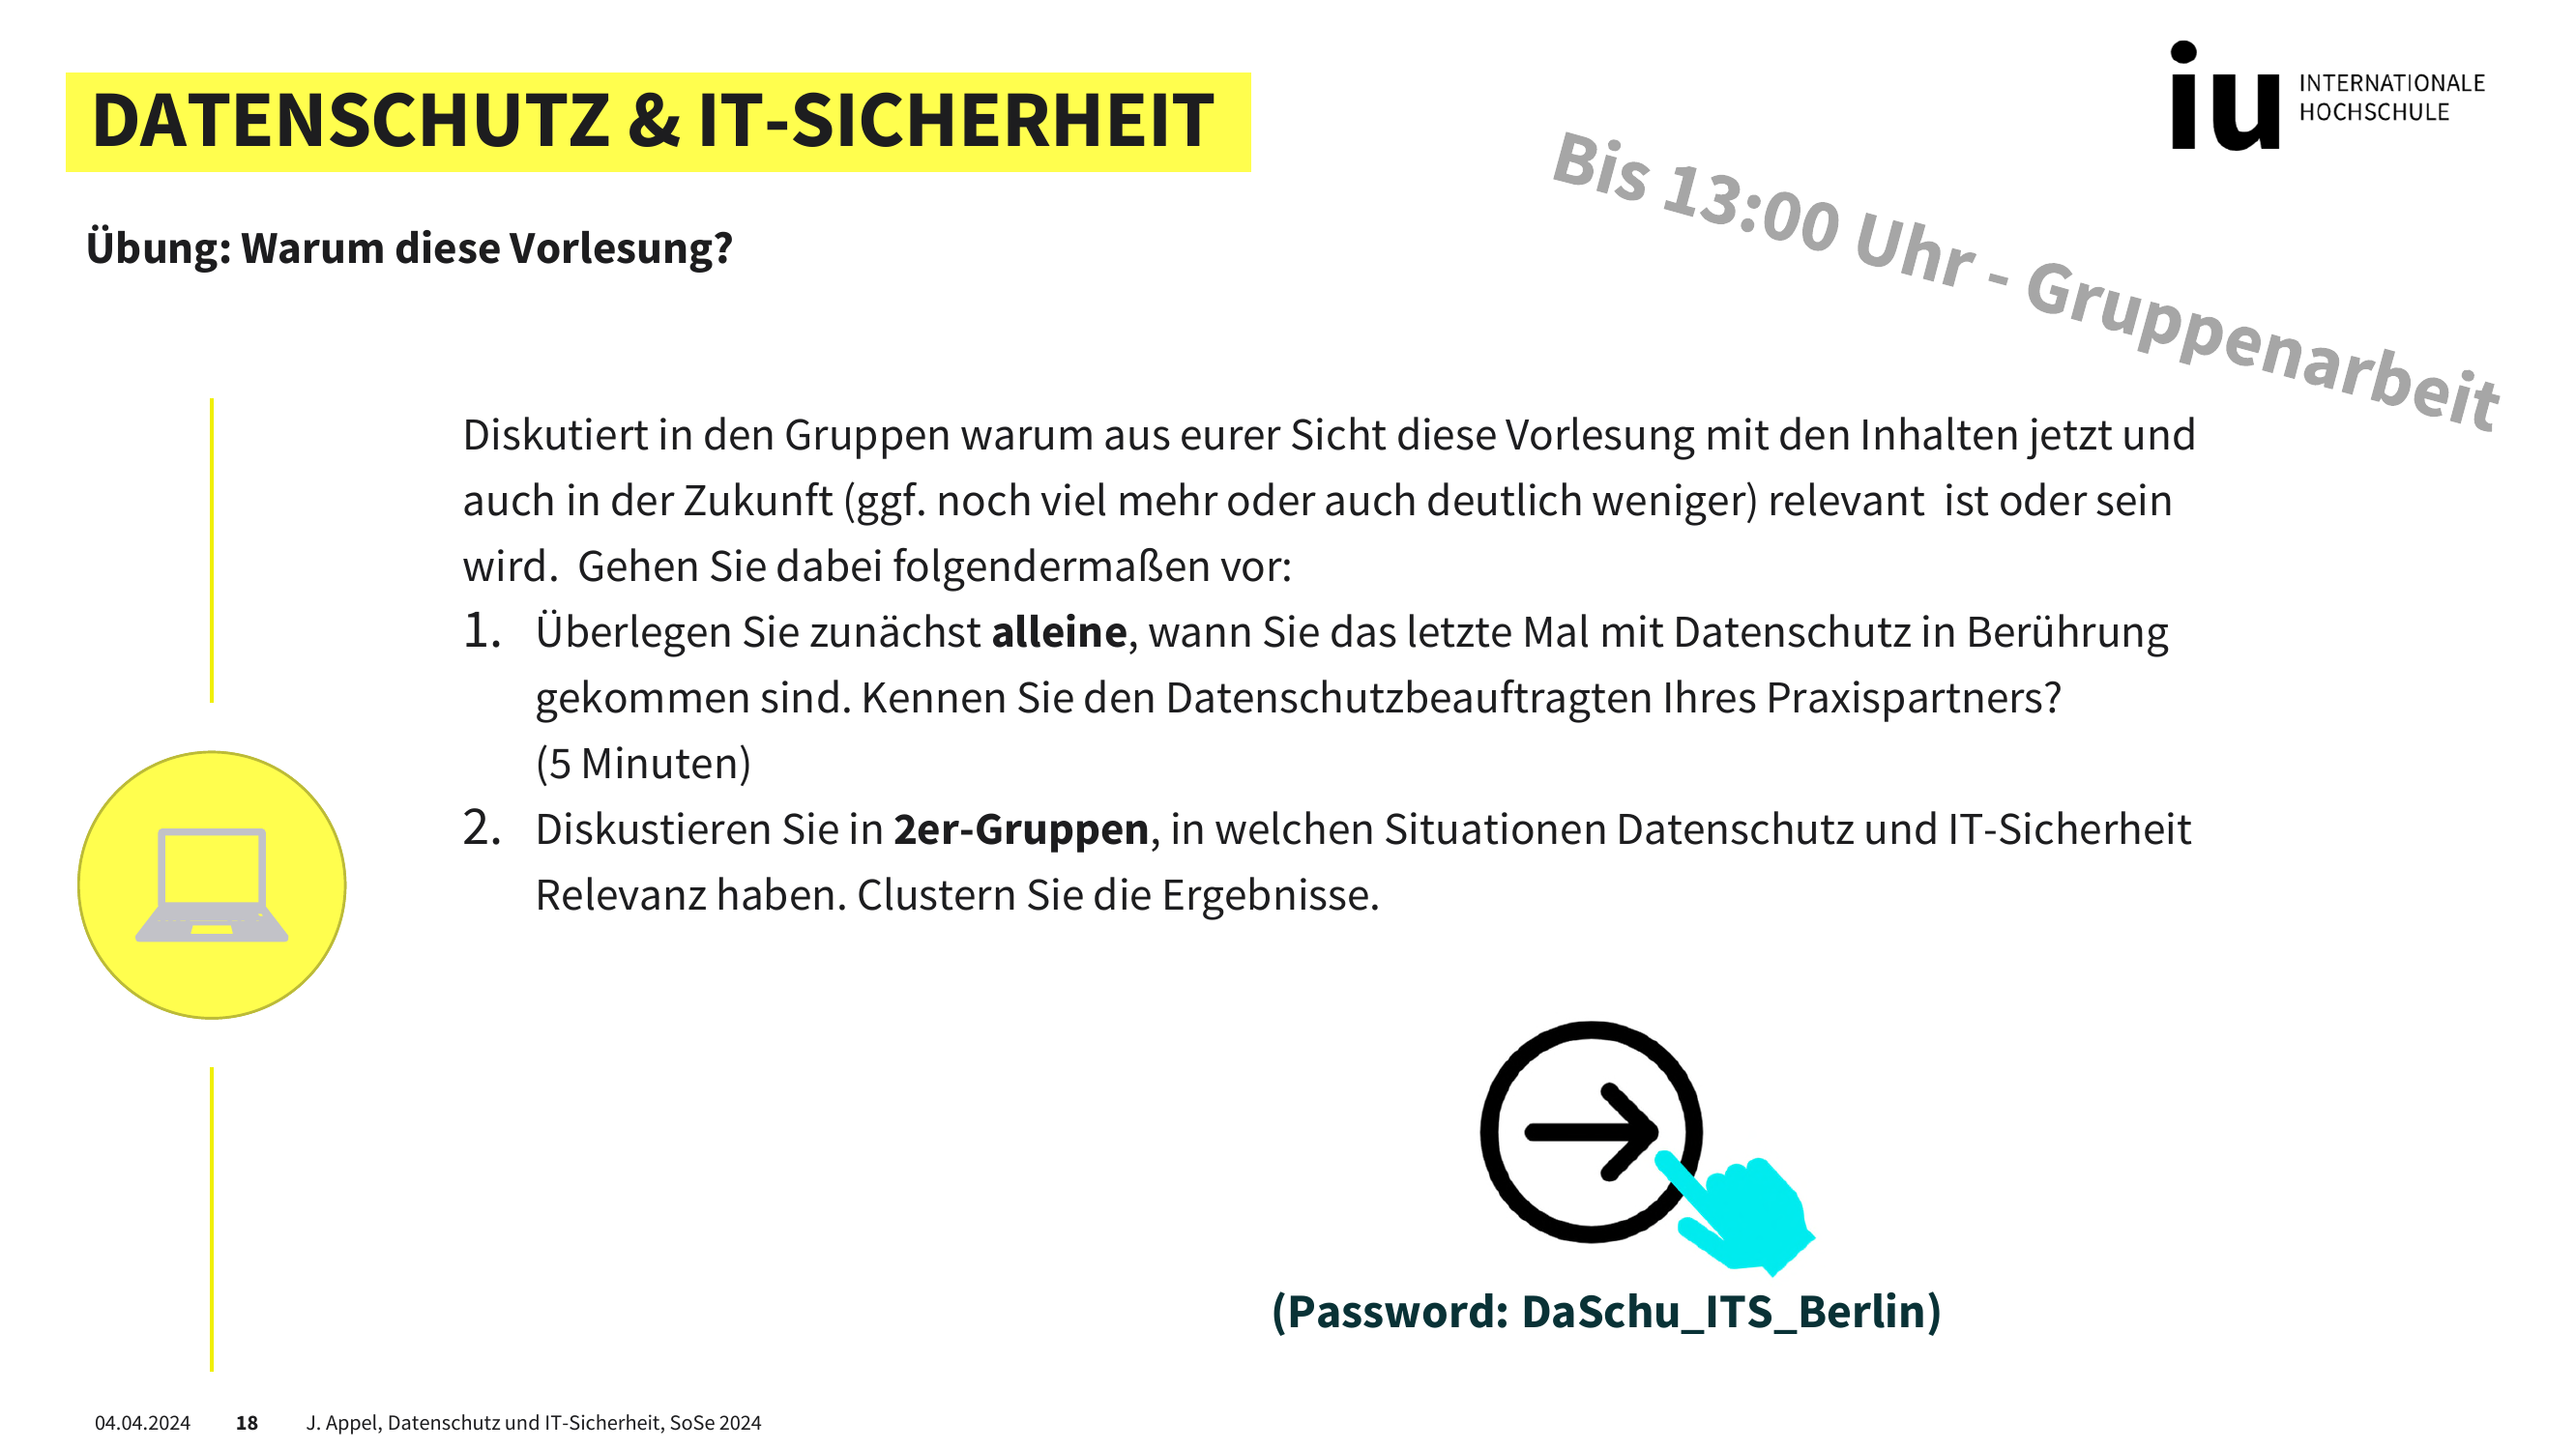 DATENSCHUTZ & IT-SICHERHEIT
iu INTERNATIONALE
HOCHSCHULE
Bis 13:00 Uhr - Gruppenarbeit
Übung: Warum diese Vorlesung?
Diskutiert in den Gruppen warum aus eurer Sicht diese Vorlesung mit den Inhalten jetzt und
auch in der Zukunft (ggf. noch viel mehr oder auch deutlich weniger) relevant  ist oder sein
wird.  Gehen Sie dabei folgendermaßen vor:
1. Überlegen Sie zunächst alleine, wann Sie das letzte Mal mit Datenschutz in Berührung
gekommen sind. Kennen Sie den Datenschutzbeauftragten Ihres Praxispartners?
(5 Minuten)
2. Diskustieren Sie in 2er-Gruppen, in welchen Situationen Datenschutz und IT-Sicherheit
Relevanz haben. Clustern Sie die Ergebnisse.
(Password: DaSchu_ITS_Berlin)
04.04.2024 18 J. Appel, Datenschutz und IT-Sicherheit, SoSe 2024